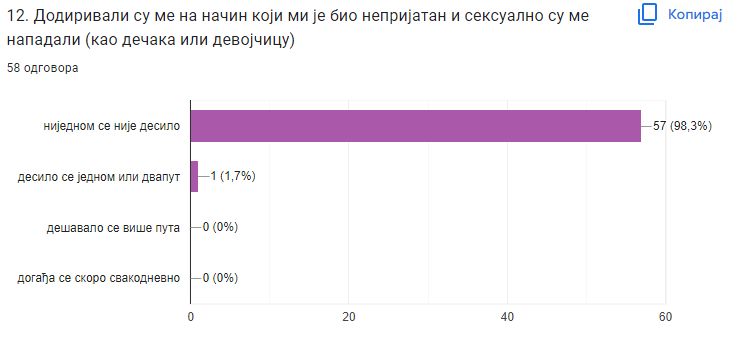 12. Додиривали су ме на начин који ми је био непријатан и сексуално су ме
нападали (као дечака или девојчицу)
Копирај
58 одговора
ниједном се није десило
57 (98,3%)
десило се једном или двапут
1 (1,7%)
дешавало се више пута
0 (0%)
догађа се скоро свакодневно
0 (0%)
0 20 40 60